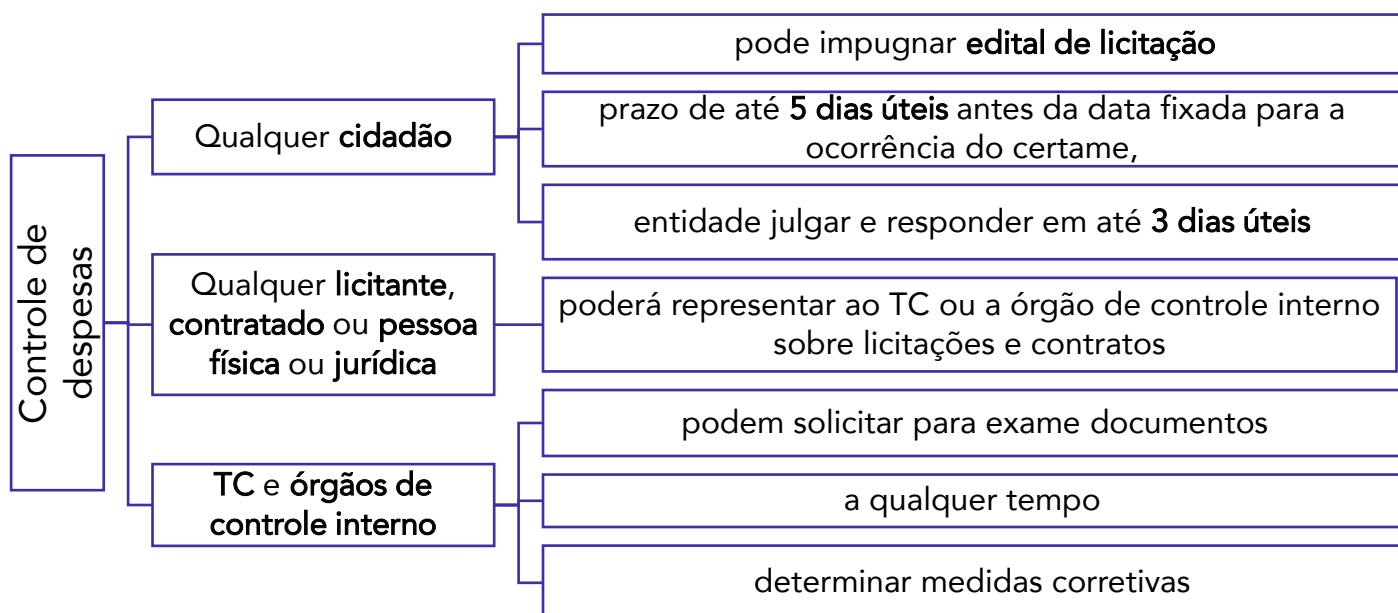 Controle de
despesas
Qualquer cidadão
pode impugnar edital de licitação
prazo de até 5 dias úteis antes da data fixada para a
ocorrência do certame,
entidade julgar e responder em até 3 dias úteis
Qualquer licitante,
contratado ou pessoa
física ou jurídica
poderá representar ao TC ou a órgão de controle interno
sobre licitações e contratos
TC e órgãos de
controle interno
podem solicitar para exame documentos
a qualquer tempo
determinar medidas corretivas